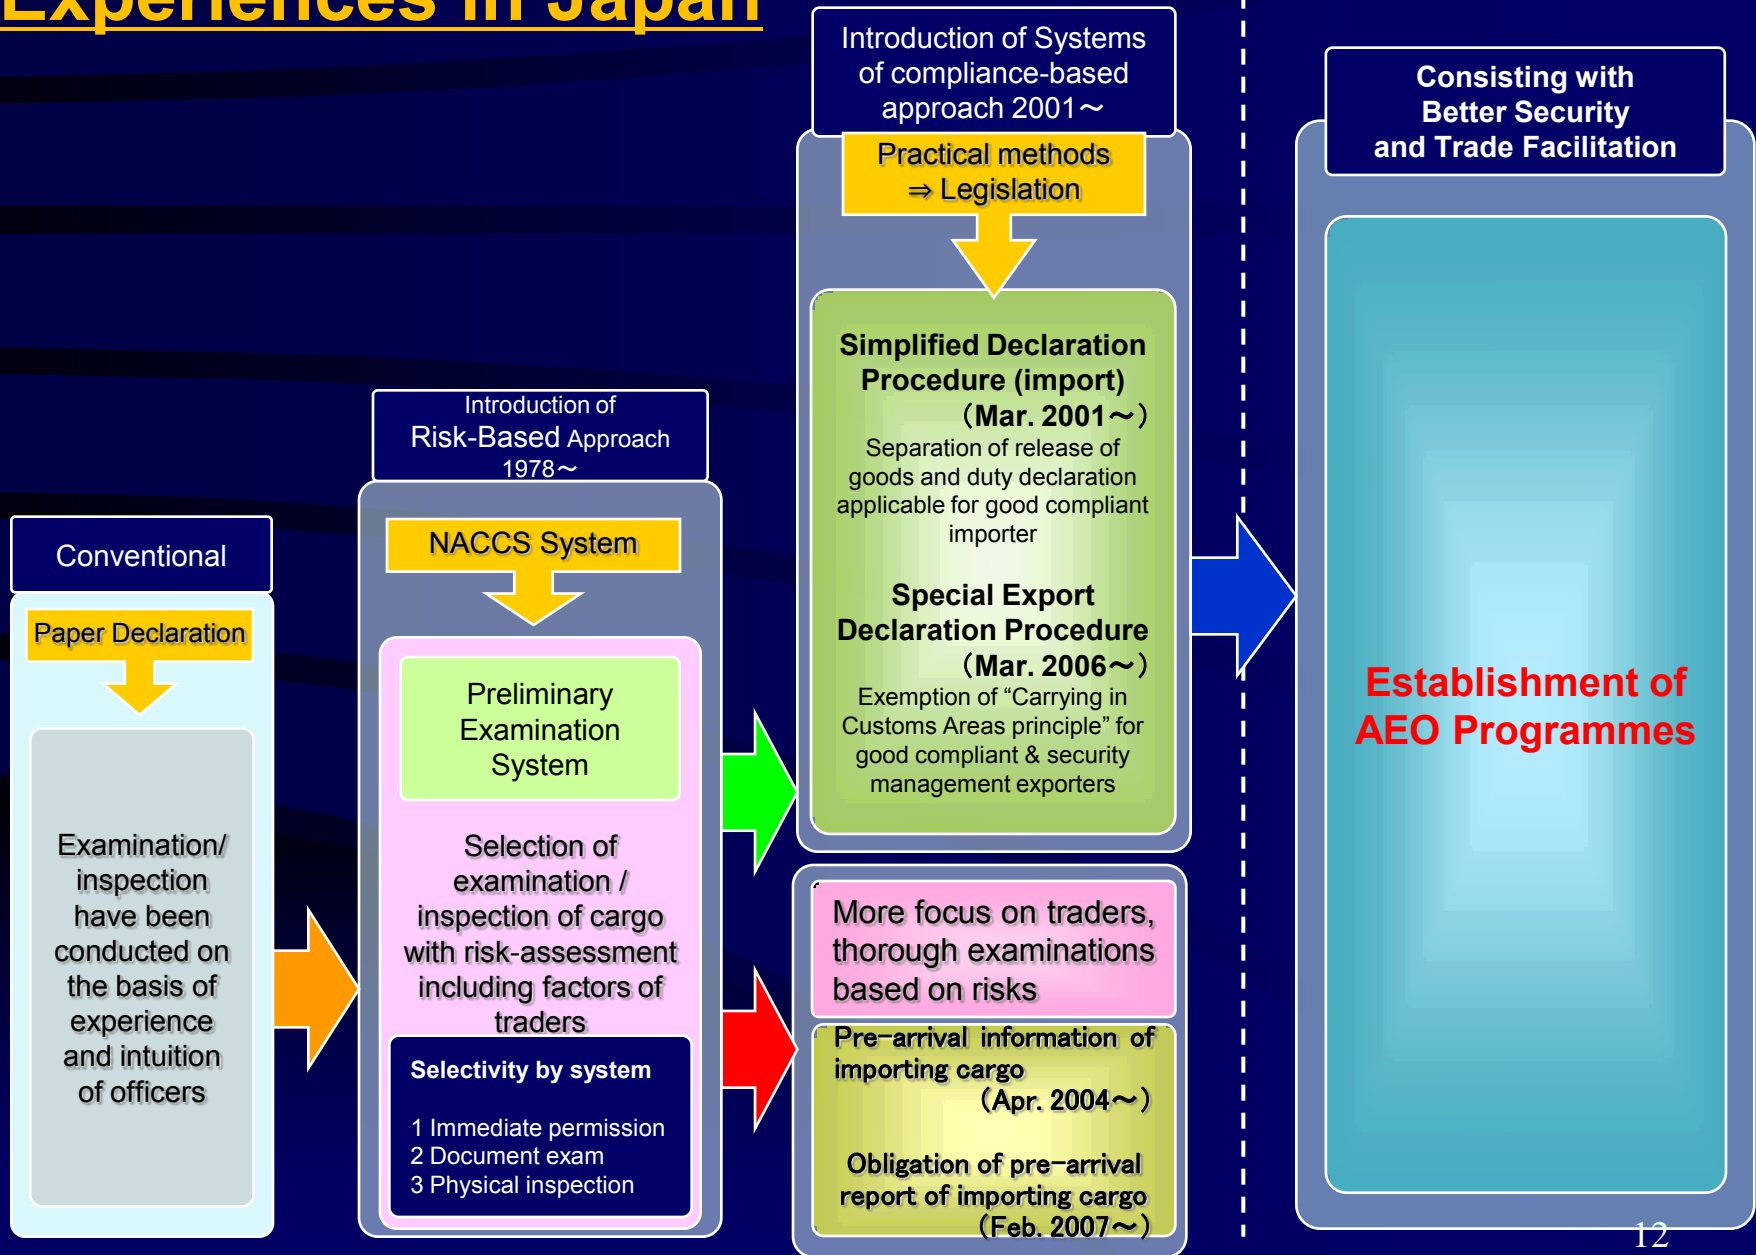 Experiences in Japan
Conventional
Paper Declaration
Examination/
inspection
have been
conducted on
the basis of
experience
and intuition
of officers
Introduction of
Risk-Based Approach
1978～
NACCS System
Preliminary
Examination
System
Selection of
examination /
inspection of cargo
with risk-assessment
including factors of
traders
Selectivity by system
1 Immediate permission
2 Document exam
3 Physical inspection
Introduction of Systems
of compliance-based
approach 2001～
Practical methods
⇒ Legislation
Simplified Declaration
Procedure (import)
（Mar. 2001～）
Separation of release of
goods and duty declaration
applicable for good compliant
importer
Special Export
Declaration Procedure
（Mar. 2006～）
Exemption of “Carrying in
Customs Areas principle” for
good compliant & security
management exporters
More focus on traders,
thorough examinations
based on risks
Pre-arrival information of
importing cargo
（Apr. 2004～）
Obligation of pre-arrival
report of importing cargo
（Feb. 2007～）
Consisting with
Better Security
and Trade Facilitation
Establishment of
AEO Programmes
12